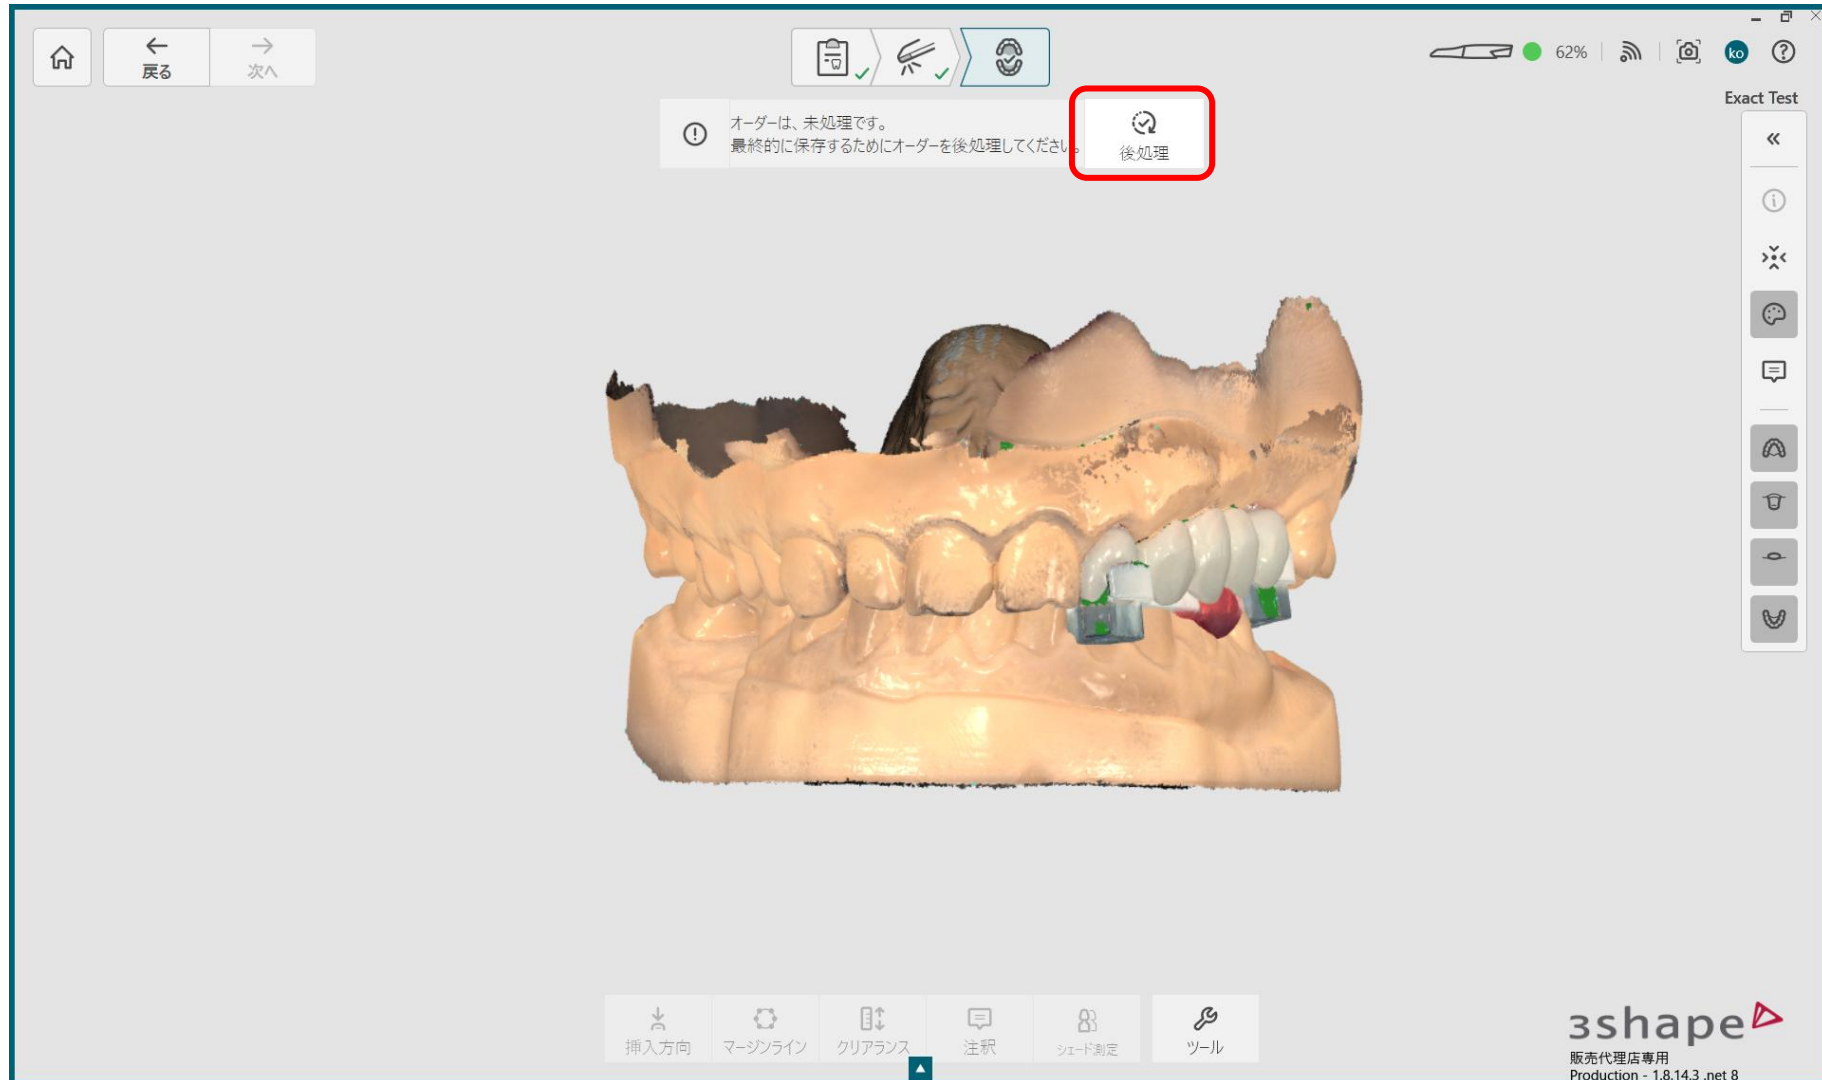 戻る
次へ
62%
ko
Exact Test
オーダーは、未処理です。
最終的に保存するためにオーダーを後処理してください。
後処理
挿入方向
マージンライン
クリアランス
注釈
シェード測定
ツール
3shape
販売代理店専用
Production - 1.8.14.3 .net 8